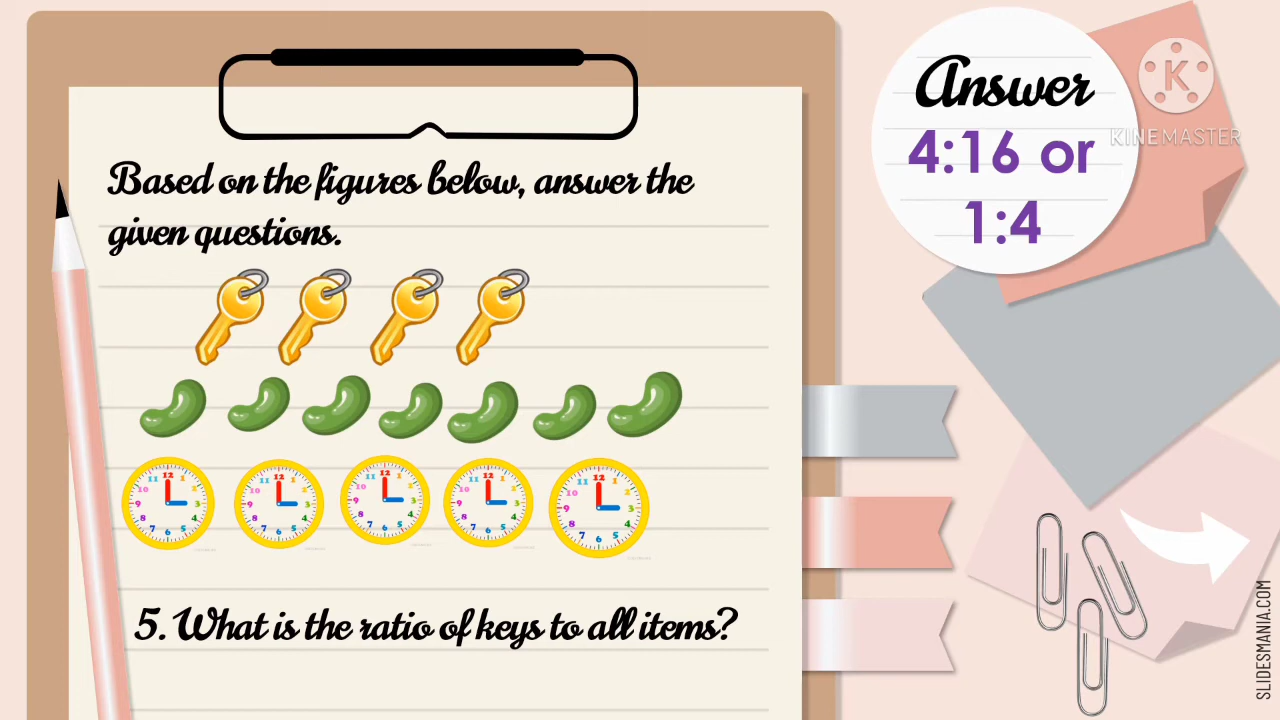 Based on the figures below, answer the
given questions.
5. What is the ratio of keys to all items?
Answer
4:16 or
1:4
KINEMASTER
SLIDESMANIA.COM